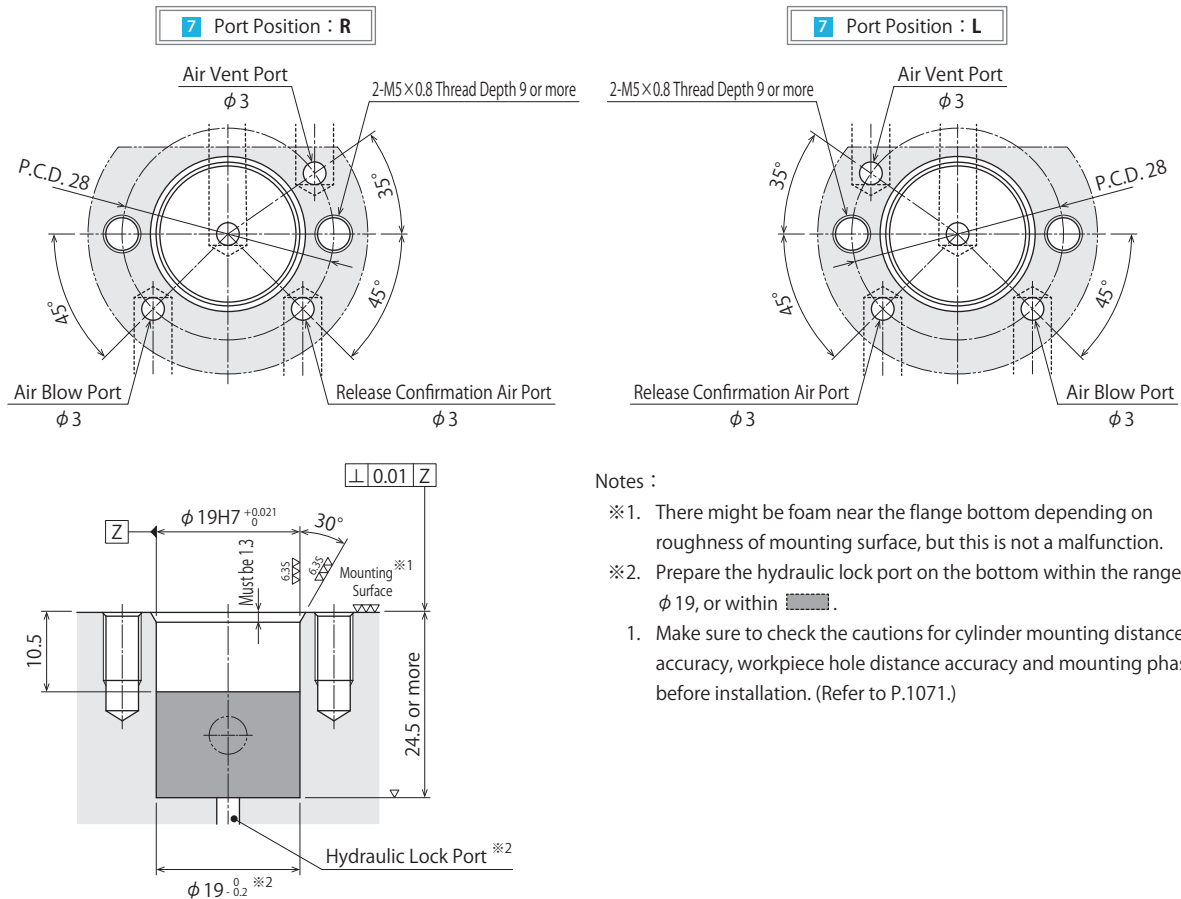 7 Port Position：R
Air Vent Port
φ3
2-M5×0.8 Thread Depth 9 or more
P.C.D. 28
35°
45°
45°
Air Blow Port
φ3
Release Confirmation Air Port
φ3
7 Port Position：L
2-M5×0.8 Thread Depth 9 or more
Air Vent Port
φ3
35°
P.C.D. 28
45°
45°
Release Confirmation Air Port
φ3
Air Blow Port
φ3
⊥ 0.01 Z
Z
φ19H7 +0.021 0
30°
Must be 1.3
6.3S
6.3S
Mounting ※1
Surface
10.5
24.5 or more
Hydraulic Lock Port ※2
φ19 0 -0.2 ※2
Notes：
※1. There might be foam near the flange bottom depending on
roughness of mounting surface, but this is not a malfunction.
※2. Prepare the hydraulic lock port on the bottom within the range
φ19, or within .
1. Make sure to check the cautions for cylinder mounting distance
accuracy, workpiece hole distance accuracy and mounting phas
before installation. (Refer to P.1071.)